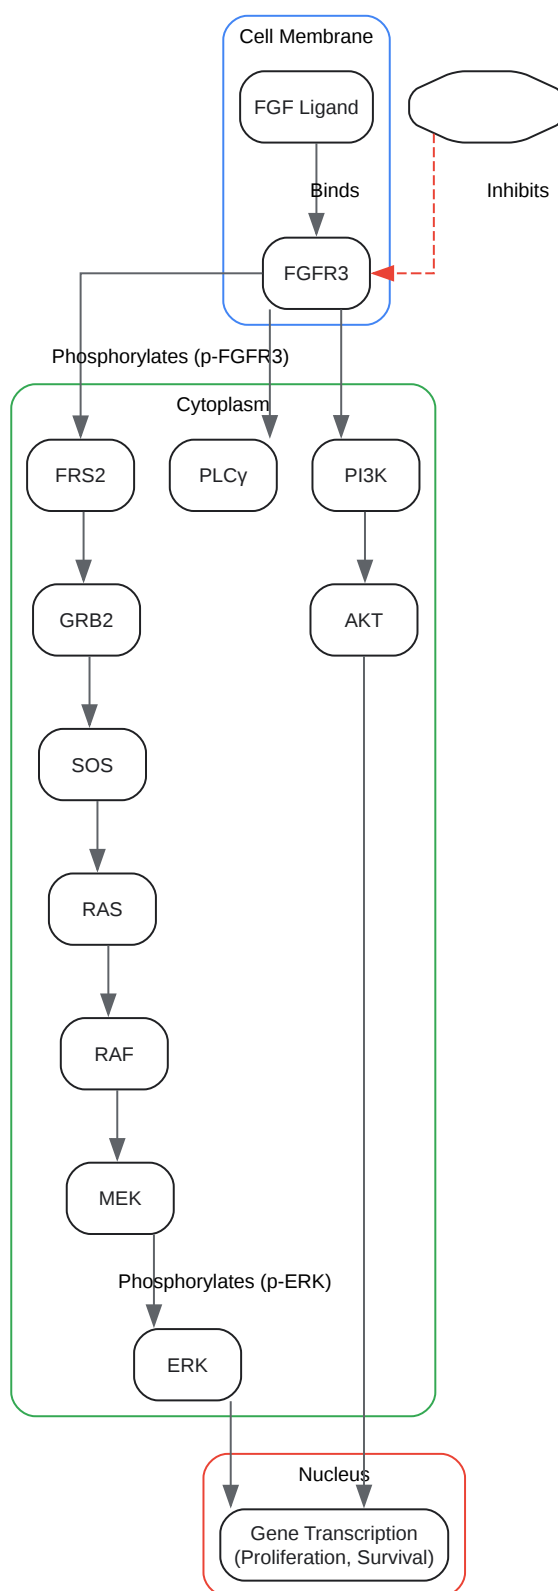 Cell Membrane
FGF Ligand
Binds
Inhibits
FGFR3
Phosphorylates (p-FGFR3)
Cytoplasm
FRS2
PLCγ
PI3K
GRB2
AKT
SOS
RAS
RAF
MEK
Phosphorylates (p-ERK)
ERK
Nucleus
Gene Transcription
(Proliferation, Survival)